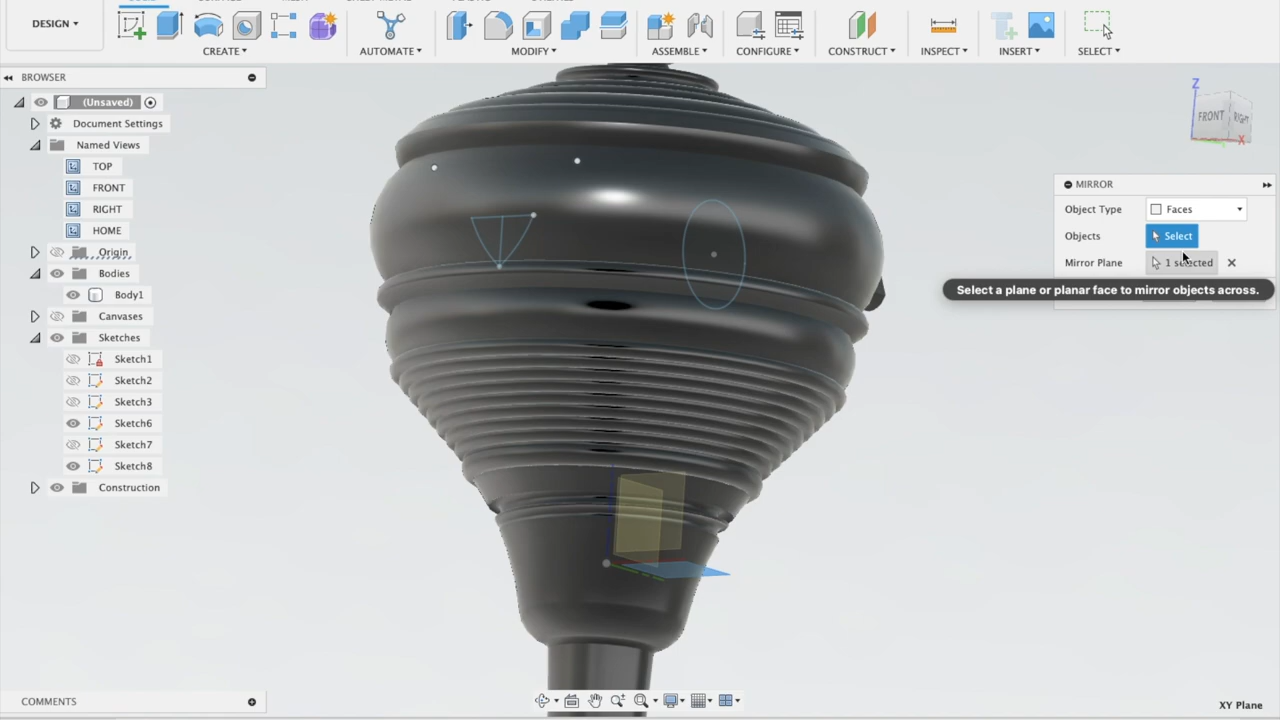 DESIGN
CREATE
AUTOMATE
MODIFY
ASSEMBLE
CONFIGURE
CONSTRUCT
INSPECT
INSERT
SELECT
BROWSER
(Unsaved)
Document Settings
Named Views
TOP
FRONT
RIGHT
HOME
Origin
Bodies
Body1
Canvases
Sketches
Sketch1
Sketch2
Sketch3
Sketch6
Sketch7
Sketch8
Construction
COMMENTS
Z
FRONT
RIGHT
X
MIRROR
Object Type
Faces
Objects
Select
Mirror Plane
1 selected
Select a plane or planar face to mirror objects across.
XY Plane